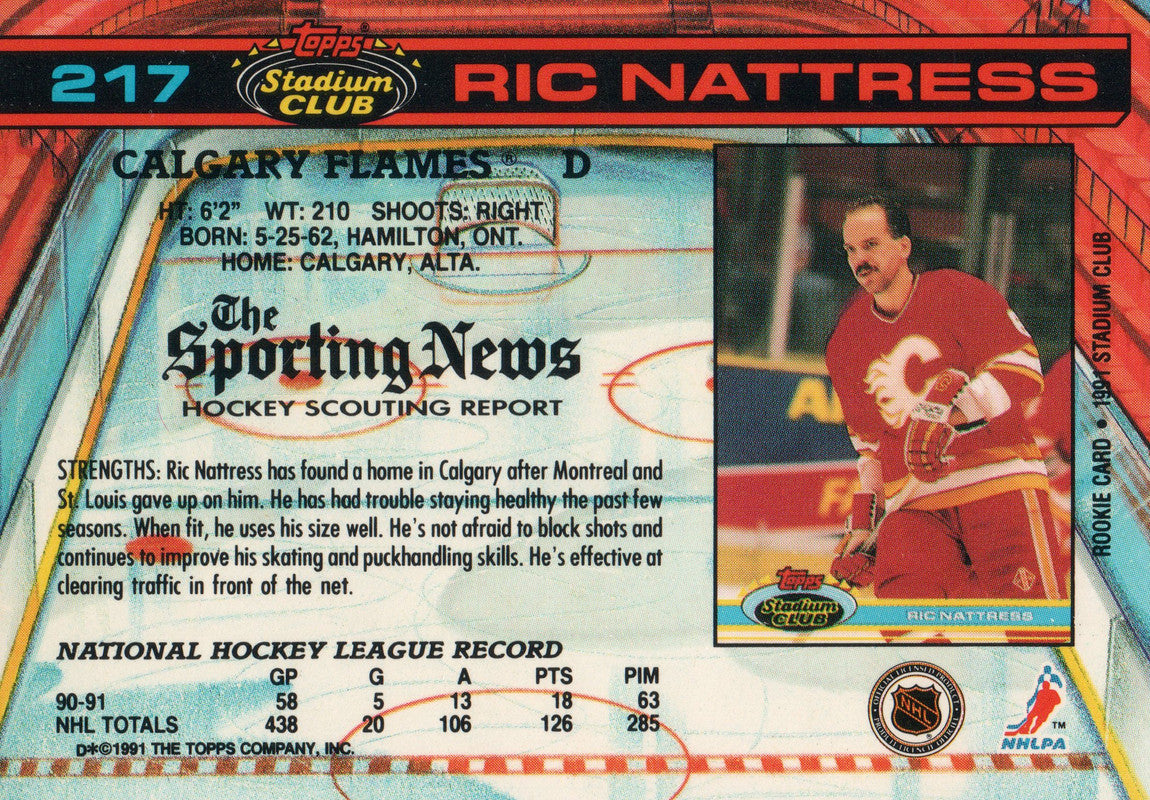 217
topps
Stadium
CLUB
RIC NATTRESS
CALGARY FLAMES® D
HT: 6'2" WT: 210 SHOOTS: RIGHT
BORN: 5-25-62, HAMILTON, ONT.
HOME: CALGARY, ALTA.
The
Sporting News
HOCKEY SCOUTING REPORT
STRENGTHS: Ric Nattress has found a home in Calgary after Montreal and
St. Louis gave up on him. He has had trouble staying healthy the past few
seasons. When fit, he uses his size well. He's not afraid to block shots and
continues to improve his skating and puckhandling skills. He's effective at
clearing traffic in front of the net.
NATIONAL HOCKEY LEAGUE RECORD
GP G A PTS PIM
90-91 58 5 13 18 63
NHL TOTALS 438 20 106 126 285
D*©1991 THE TOPPS COMPANY, INC.
C
topps
Stadium
CLUB
RIC NATTRESS
ROOKIE CARD • 1991 STADIUM CLUB
OFFICIAL LICENSED PRODUCT
NHL
®
NHLPA
TM